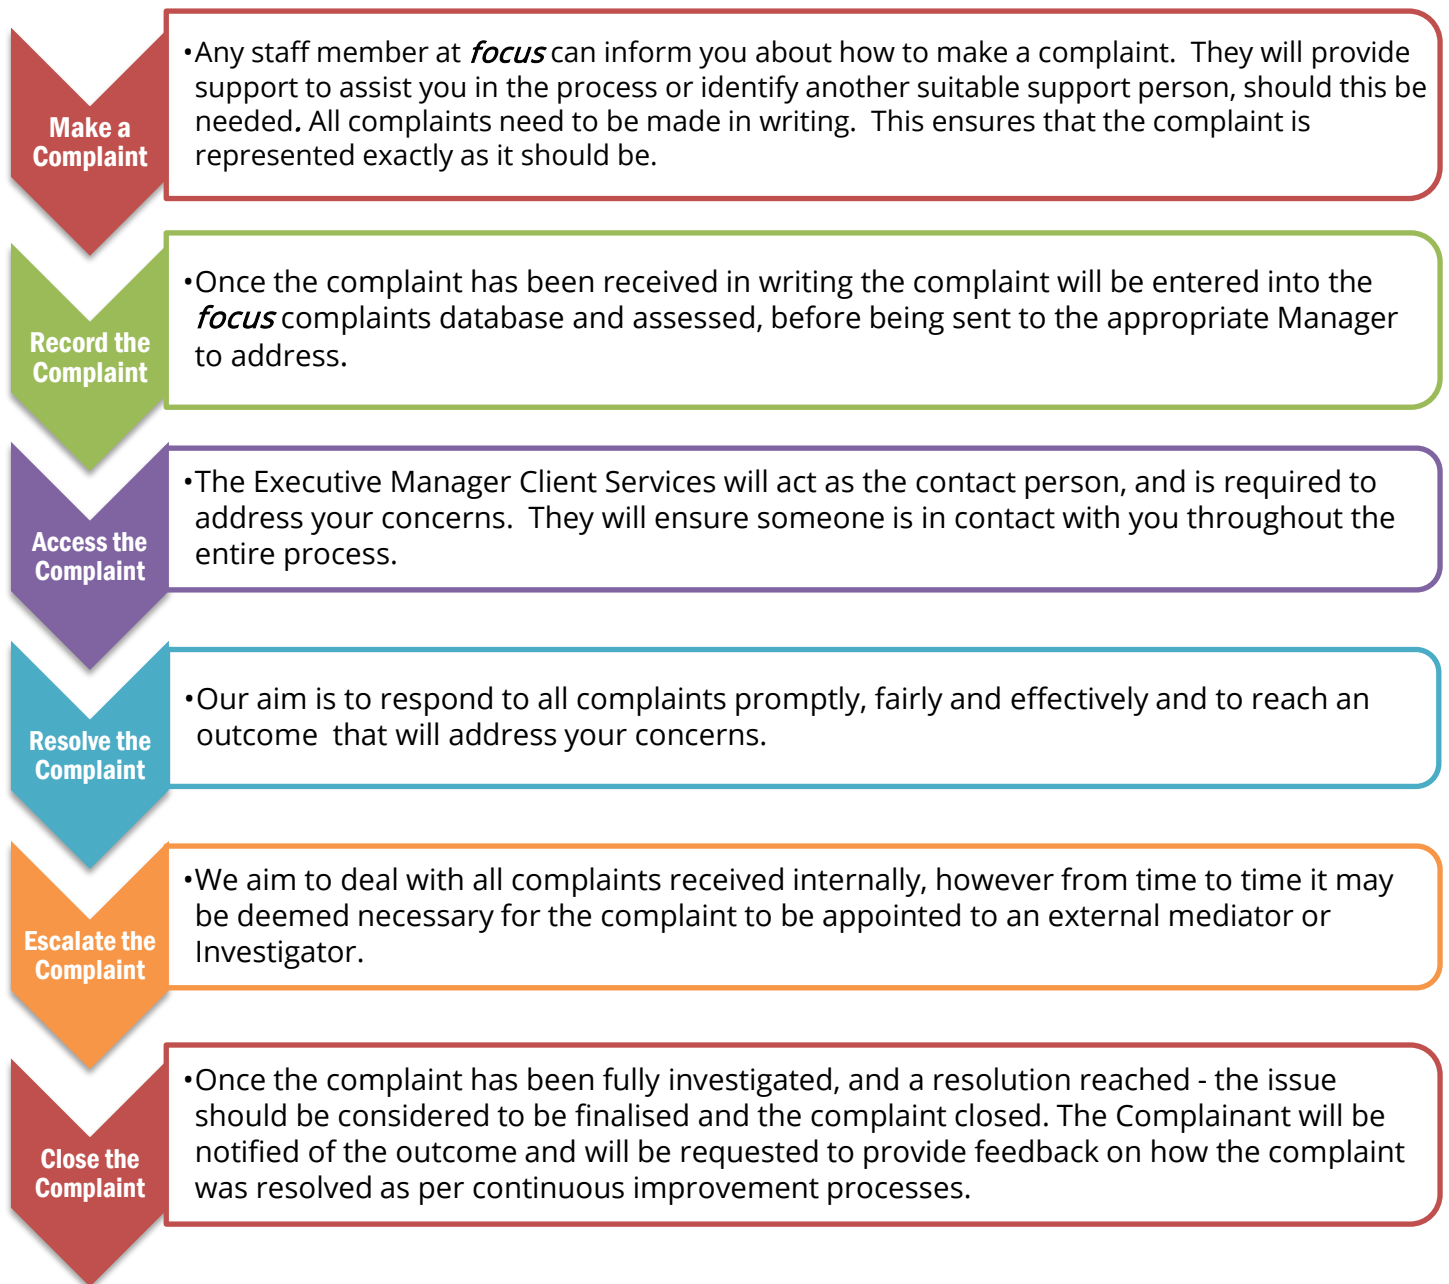 Make a
Complaint
•Any staff member at focus can inform you about how to make a complaint.  They will provide
support to assist you in the process or identify another suitable support person, should this be
needed. All complaints need to be made in writing.  This ensures that the complaint is
represented exactly as it should be.
Record the
Complaint
•Once the complaint has been received in writing the complaint will be entered into the
focus complaints database and assessed, before being sent to the appropriate Manager
to address.
Access the
Complaint
•The Executive Manager Client Services will act as the contact person, and is required to
address your concerns.  They will ensure someone is in contact with you throughout the
entire process.
Resolve the
Complaint
•Our aim is to respond to all complaints promptly, fairly and effectively and to reach an
outcome  that will address your concerns.
Escalate the
Complaint
•We aim to deal with all complaints received internally, however from time to time it may
be deemed necessary for the complaint to be appointed to an external mediator or
Investigator.
Close the
Complaint
•Once the complaint has been fully investigated, and a resolution reached - the issue
should be considered to be finalised and the complaint closed. The Complainant will be
notified of the outcome and will be requested to provide feedback on how the complaint
was resolved as per continuous improvement processes.